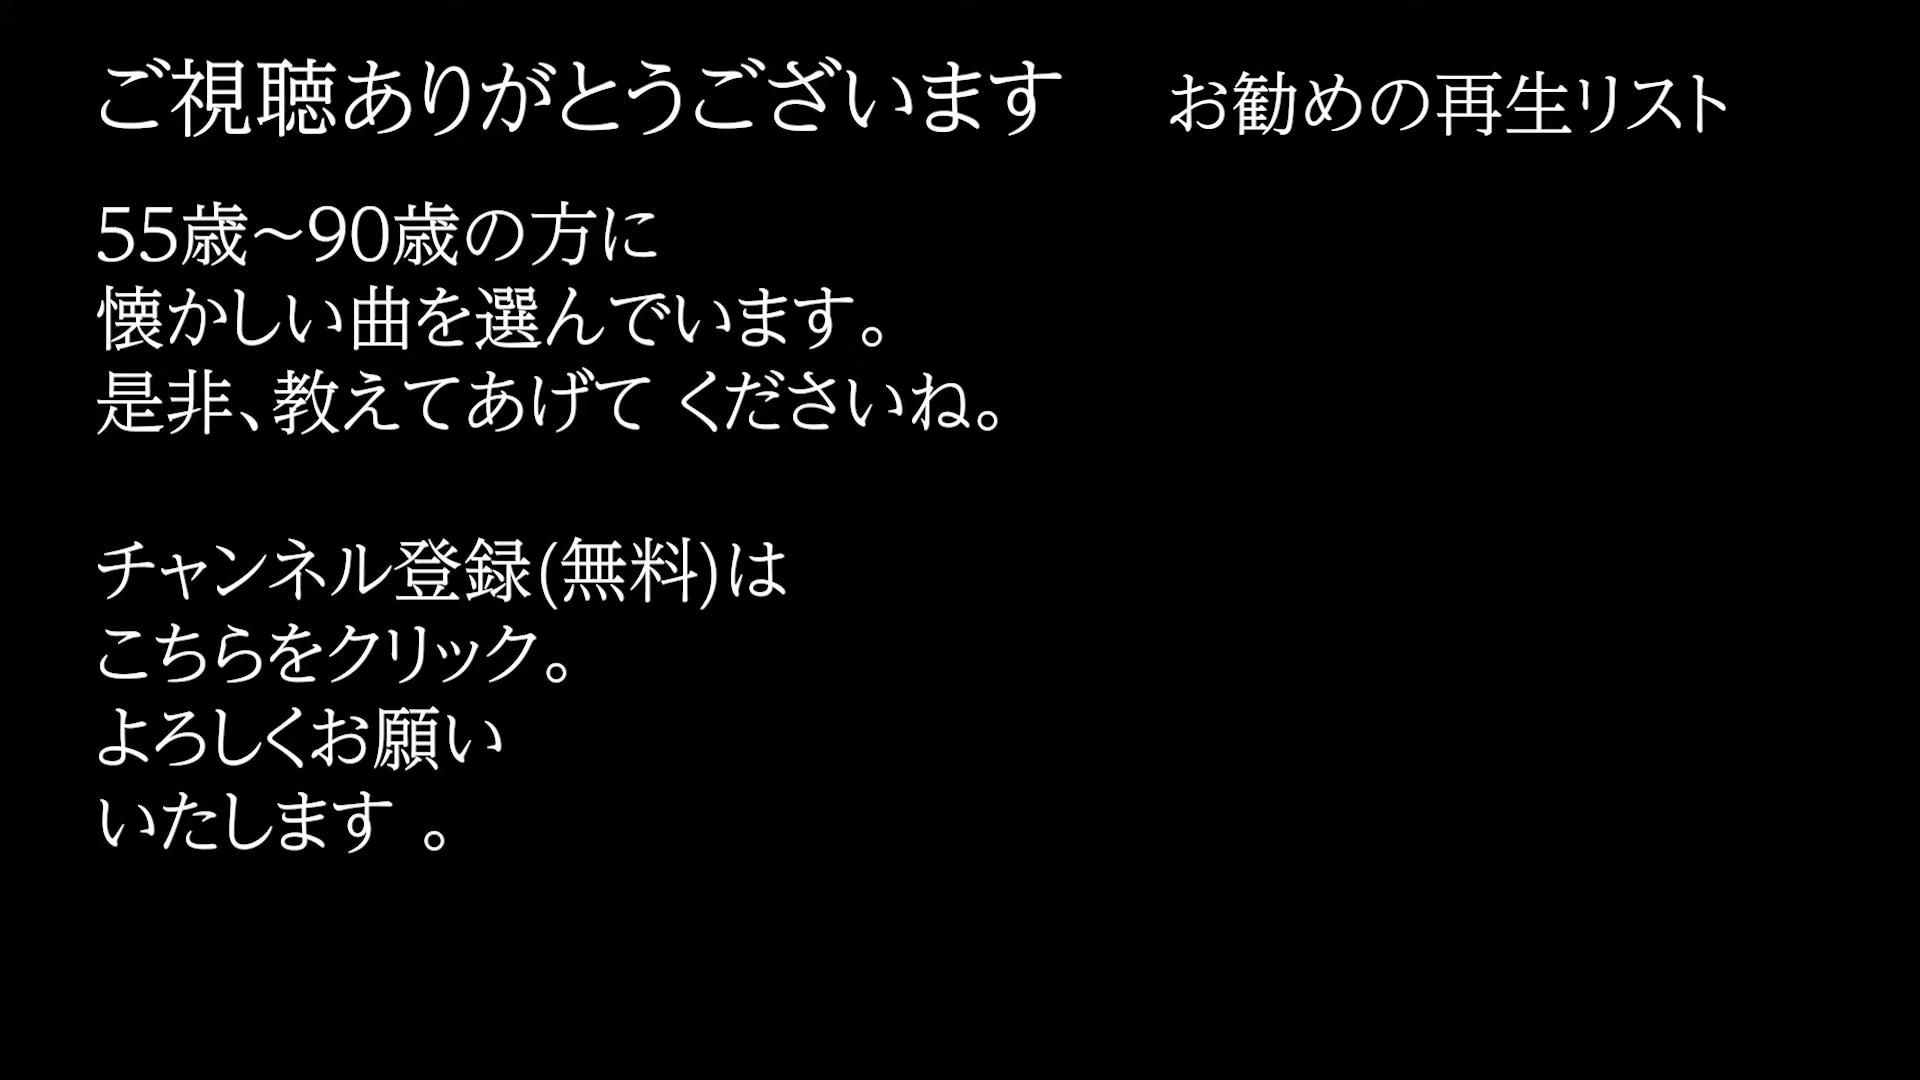 ご視聴ありがとうございます
お勧めの再生リスト
55歳~90歳の方に
懐かしい曲を選んでいます。
是非、教えてあげて くださいね。
チャンネル登録(無料)は
こちらをクリック。
よろしくお願い
いたします 。